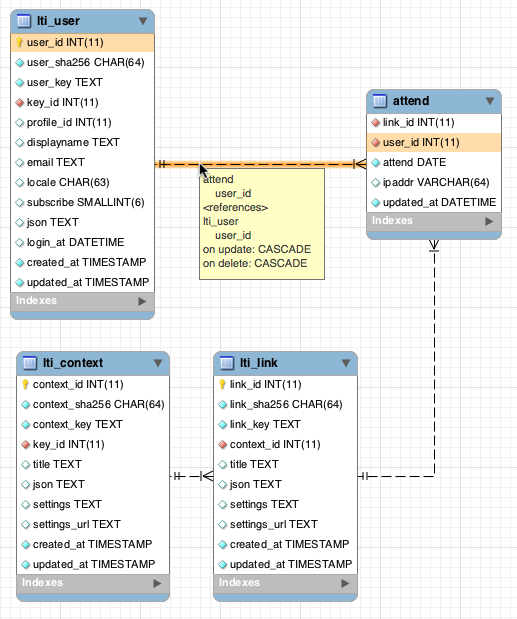 lti_user
user_id INT(11)
user_sha256 CHAR(64)
user_key TEXT
key_id INT(11)
profile_id INT(11)
displayname TEXT
email TEXT
locale CHAR(63)
subscribe SMALLINT(6)
json TEXT
login_at DATETIME
created_at TIMESTAMP
updated_at TIMESTAMP
Indexes
attend
link_id INT(11)
user_id INT(11)
attend DATE
ipaddr VARCHAR(64)
updated_at DATETIME
Indexes
attend
user_id
<references>
lti_user
user_id
on update: CASCADE
on delete: CASCADE
lti_context
context_id INT(11)
context_sha256 CHAR(64)
context_key TEXT
key_id INT(11)
title TEXT
json TEXT
settings TEXT
settings_url TEXT
created_at TIMESTAMP
updated_at TIMESTAMP
Indexes
lti_link
link_id INT(11)
link_sha256 CHAR(64)
link_key TEXT
context_id INT(11)
title TEXT
json TEXT
settings TEXT
settings_url TEXT
created_at TIMESTAMP
updated_at TIMESTAMP
Indexes